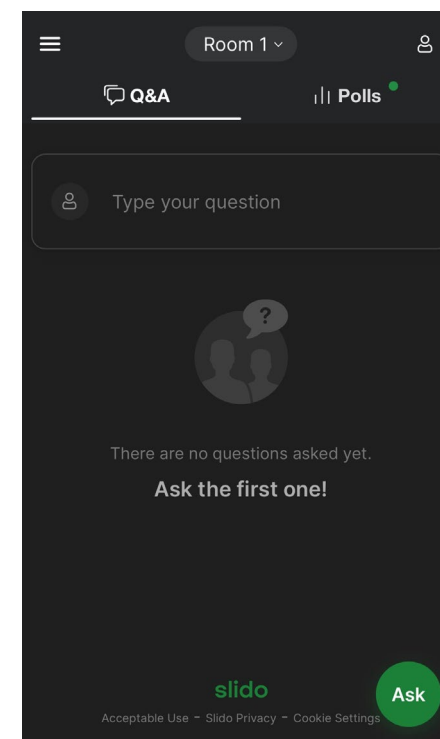 Room 1
Q&A
Polls
Type your question
?
There are no questions asked yet.
Ask the first one!
slido
Ask
Acceptable Use - Slido Privacy - Cookie Settings